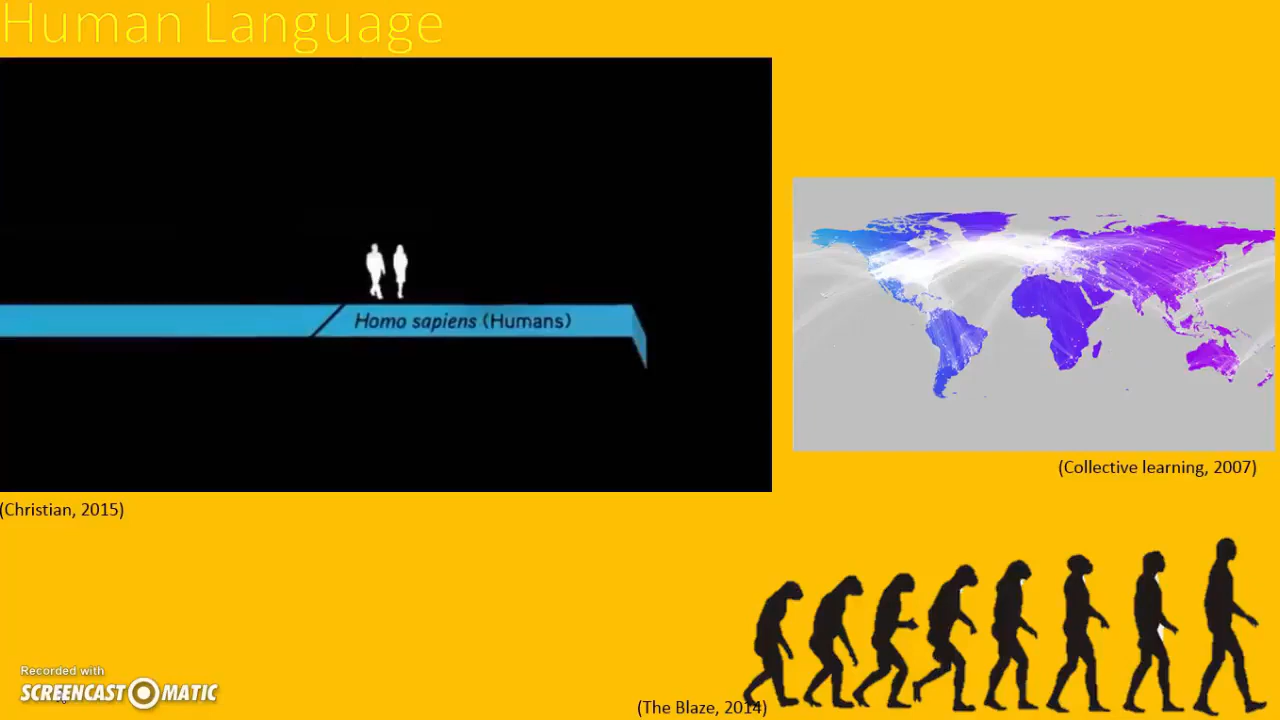 Human Language
Homo sapiens (Humans)
(Collective learning, 2007)
(Christian, 2015)
Recorded with
SCREENCAST MATIC
(The Blaze, 2014)